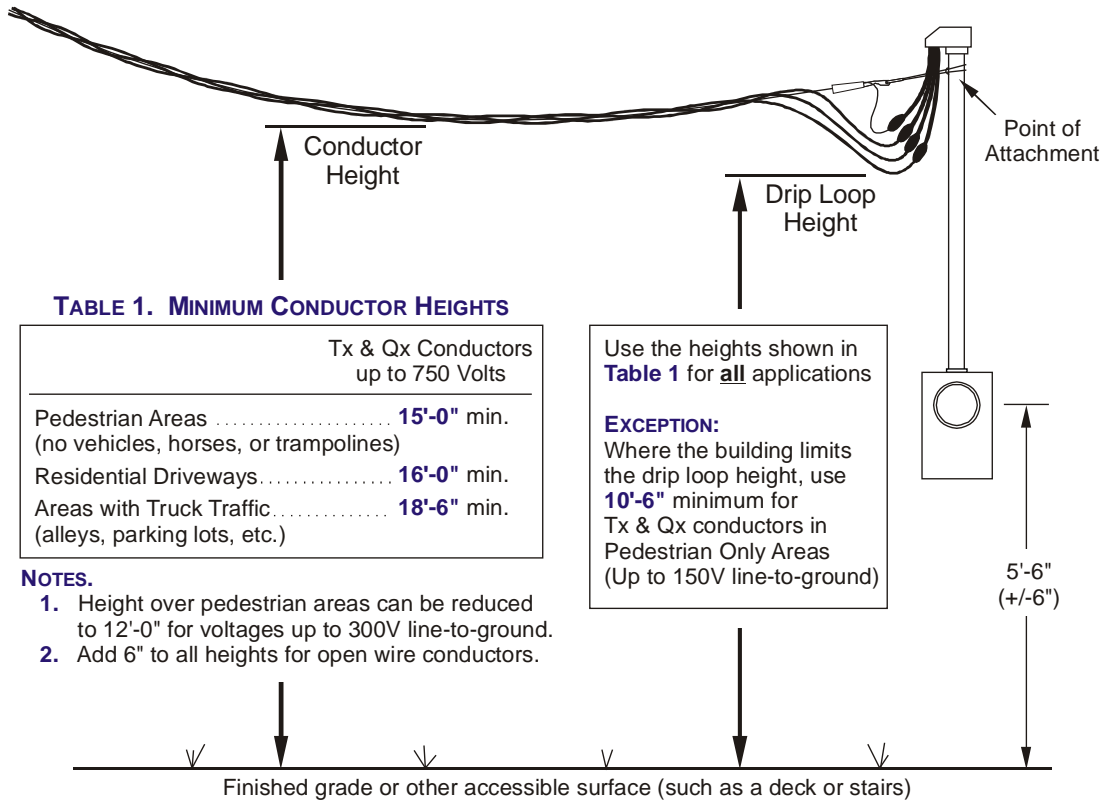 Point of
Attachment
Conductor
Height
Drip Loop
Height
TABLE 1. MINIMUM CONDUCTOR HEIGHTS
Tx & Qx Conductors
up to 750 Volts
Pedestrian Areas ..................... 15'-0" min.
(no vehicles, horses, or trampolines)
Residential Driveways................ 16'-0" min.
Areas with Truck Traffic.............. 18'-6" min.
(alleys, parking lots, etc.)
NOTES.
1. Height over pedestrian areas can be reduced
to 12'-0" for voltages up to 300V line-to-ground.
2. Add 6" to all heights for open wire conductors.
Use the heights shown in
Table 1 for all applications
EXCEPTION:
Where the building limits
the drip loop height, use
10'-6" minimum for
Tx & Qx conductors in
Pedestrian Only Areas
(Up to 150V line-to-ground)
5'-6"
(+/-6")
Finished grade or other accessible surface (such as a deck or stairs)